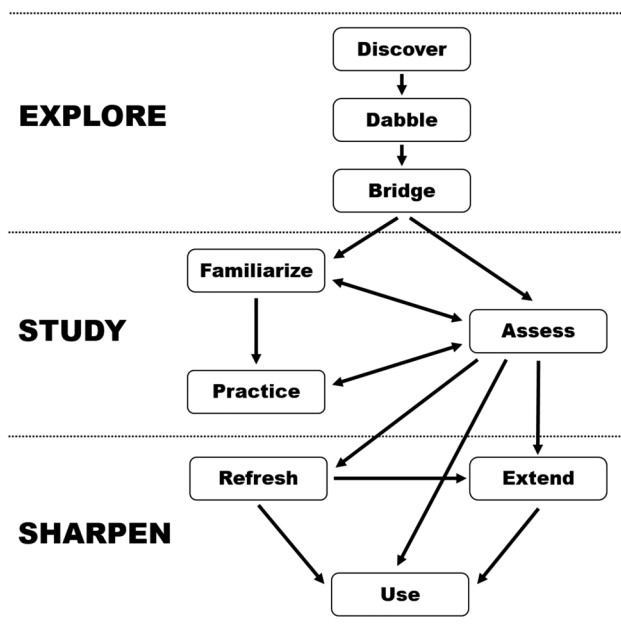 Discover
EXPLORE
Dabble
Bridge
Familiarize
STUDY
Assess
Practice
Refresh
Extend
SHARPEN
Use